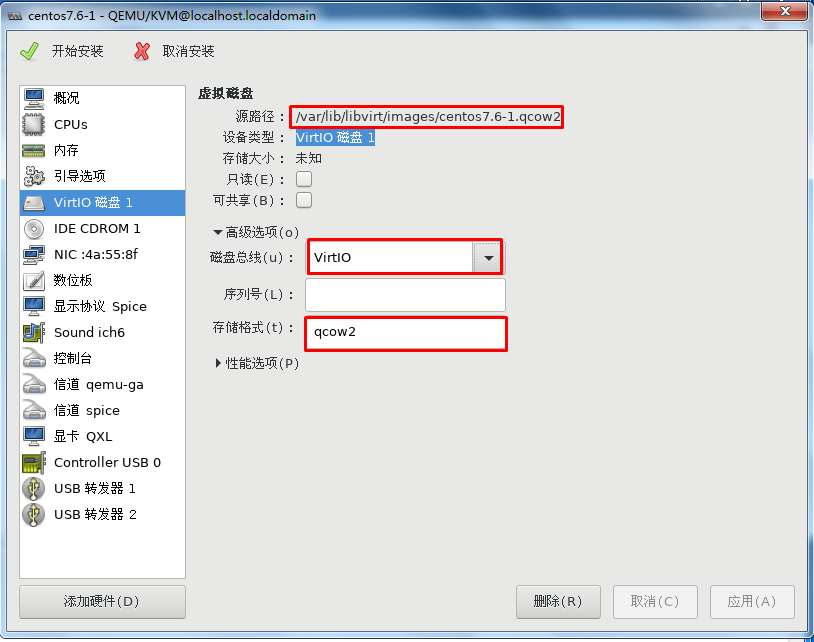 centos7.6-1 - QEMU/KVM@localhost.localdomain
开始安装 取消安装
概况
CPUs
内存
引导选项
VirtIO 磁盘 1
IDE CDROM 1
NIC :4a:55:8f
数位板
显示协议 Spice
Sound ich6
控制台
信道 qemu-ga
信道 spice
显卡 QXL
Controller USB 0
USB 转发器 1
USB 转发器 2
添加硬件(D)
虚拟磁盘
源路径： /var/lib/libvirt/images/centos7.6-1.qcow2
设备类型： VirtIO 磁盘 1
存储大小： 未知
只读(E)：
可共享(B)：
高级选项(o)
磁盘总线(u)： VirtIO
序列号(L)：
存储格式(t)： qcow2
性能选项(P)
删除(R) 取消(C) 应用(A)